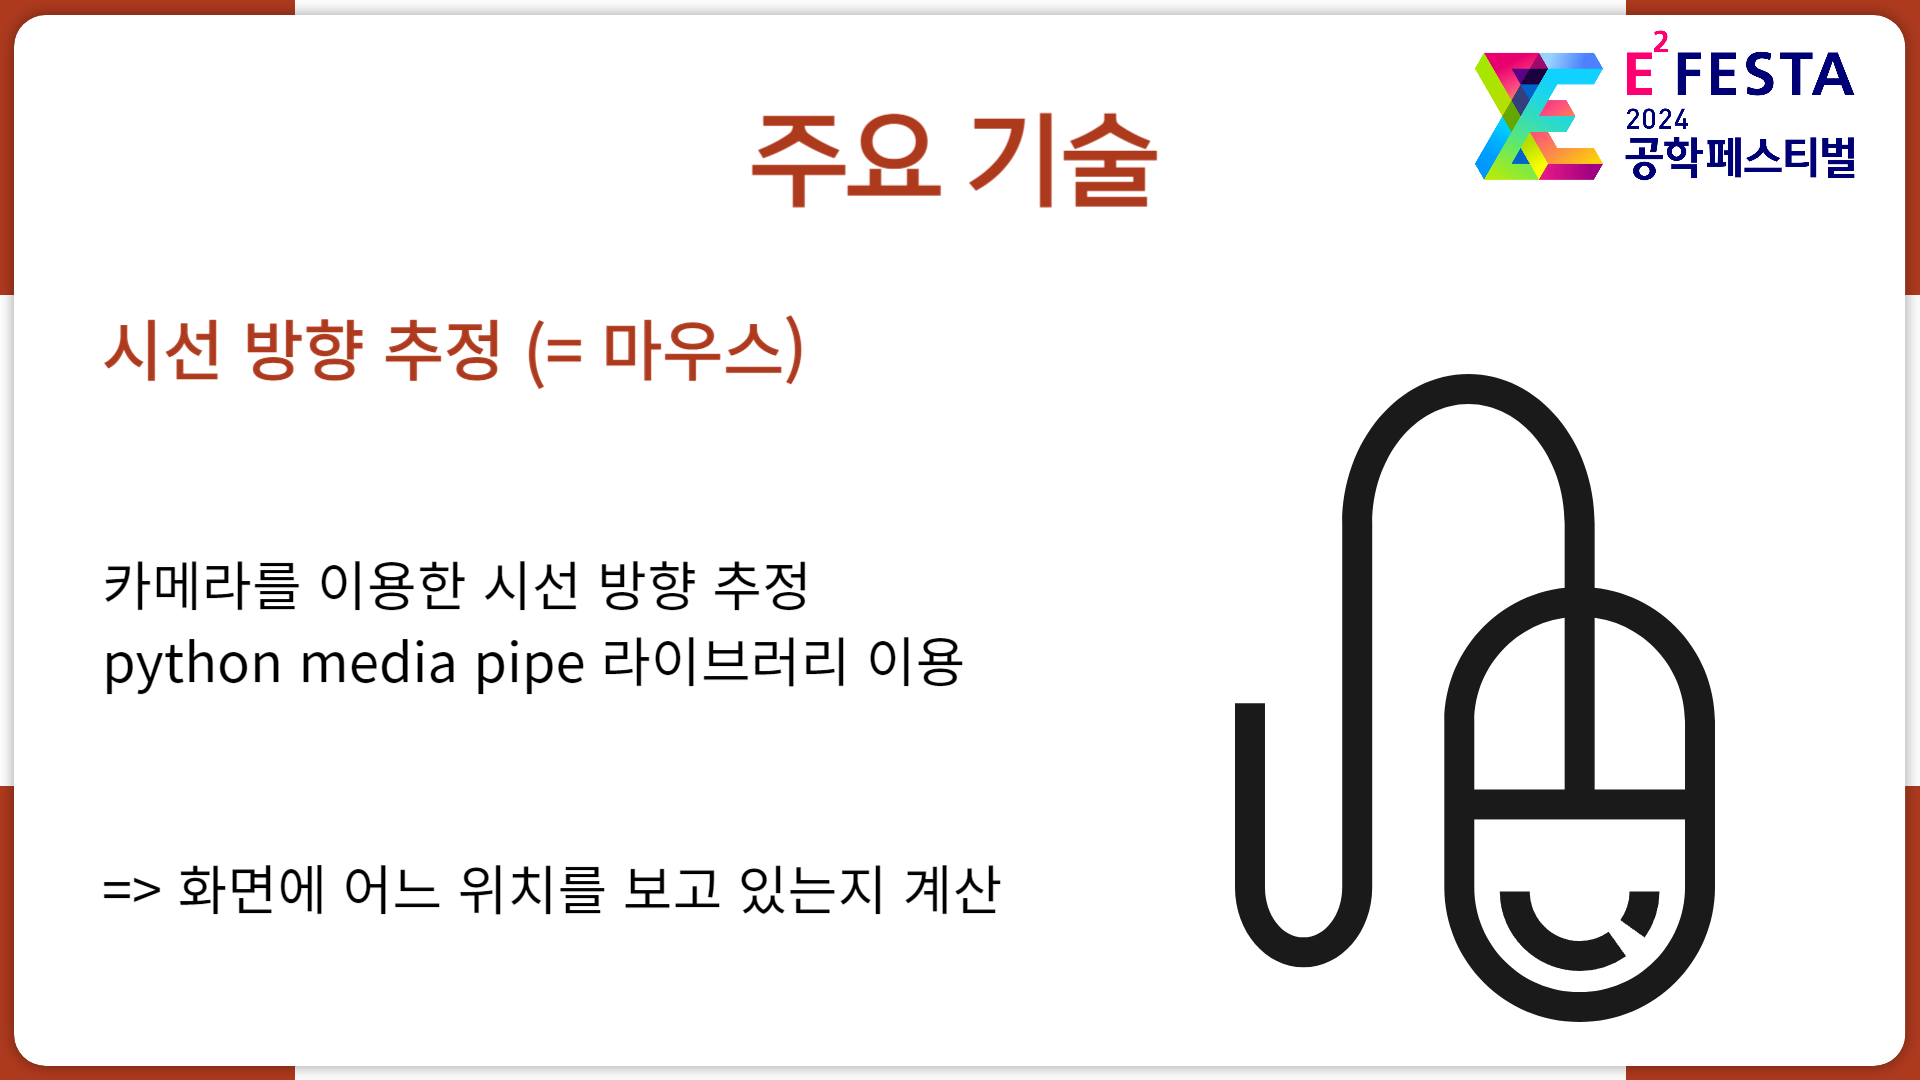 E² FESTA
2024
공학페스티벌
주요 기술
시선 방향 추정 (= 마우스)
카메라를 이용한 시선 방향 추정
python media pipe 라이브러리 이용
=> 화면에 어느 위치를 보고 있는지 계산